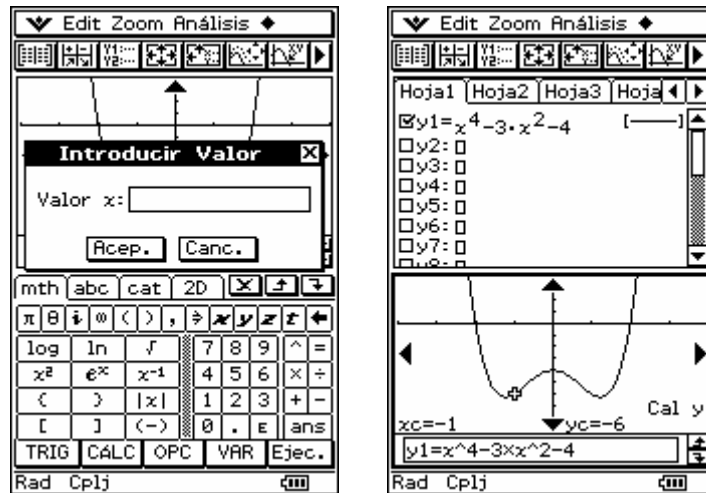 Edit Zoom Análisis ◆
Introducir Valor
Valor x:
Acep. Canc.
mth abc cat 2D
π θ i ∞ ( ) , ⇒ x y z t ←
log ln √ 7 8 9 ^ =
x² eˣ x⁻¹ 4 5 6 × ÷
( ) |x| 1 2 3 + −
[ ] (−) 0 . E ans
TRIG CALC OPC VAR Ejec.
Rad Cplj
Edit Zoom Análisis ◆
Hoja1 Hoja2 Hoja3 Hoja
y1=x⁴−3·x²−4 [—]
y2:
y3:
y4:
y5:
y6:
y7:
y8:
Cal y
xc=-1 yc=-6
y1=x^4-3×x^2-4
Rad Cplj